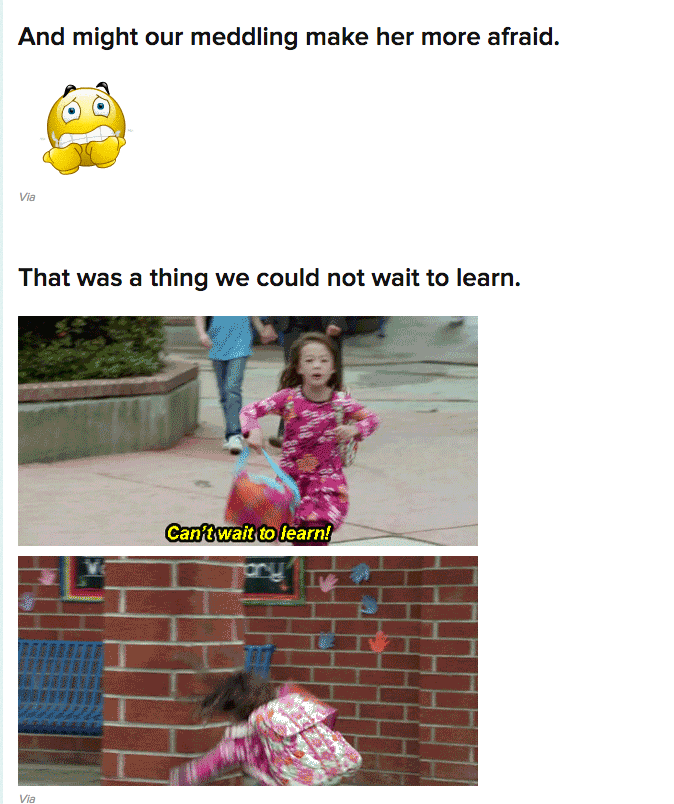 And might our meddling make her more afraid.
Via
That was a thing we could not wait to learn.
Can't wait to learn!
Via